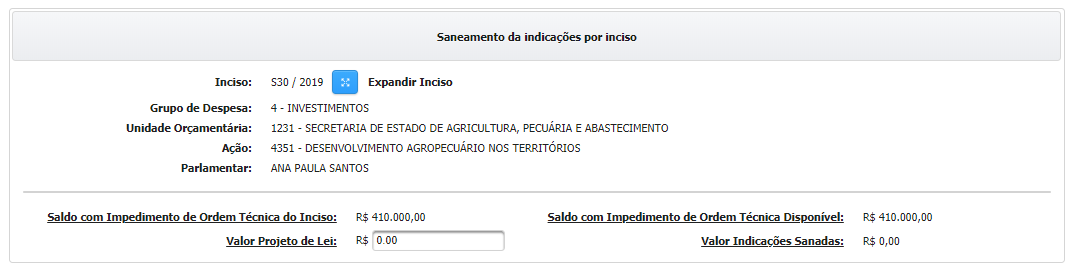 Saneamento da indicações por inciso
Inciso: S30 / 2019 Expandir Inciso
Grupo de Despesa: 4 - INVESTIMENTOS
Unidade Orçamentária: 1231 - SECRETARIA DE ESTADO DE AGRICULTURA, PECUÁRIA E ABASTECIMENTO
Ação: 4351 - DESENVOLVIMENTO AGROPECUÁRIO NOS TERRITÓRIOS
Parlamentar: ANA PAULA SANTOS
Saldo com Impedimento de Ordem Técnica do Inciso: R$ 410.000,00 Saldo com Impedimento de Ordem Técnica Disponível: R$ 410.000,00
Valor Projeto de Lei: R$ 0.00 Valor Indicações Sanadas: R$ 0,00